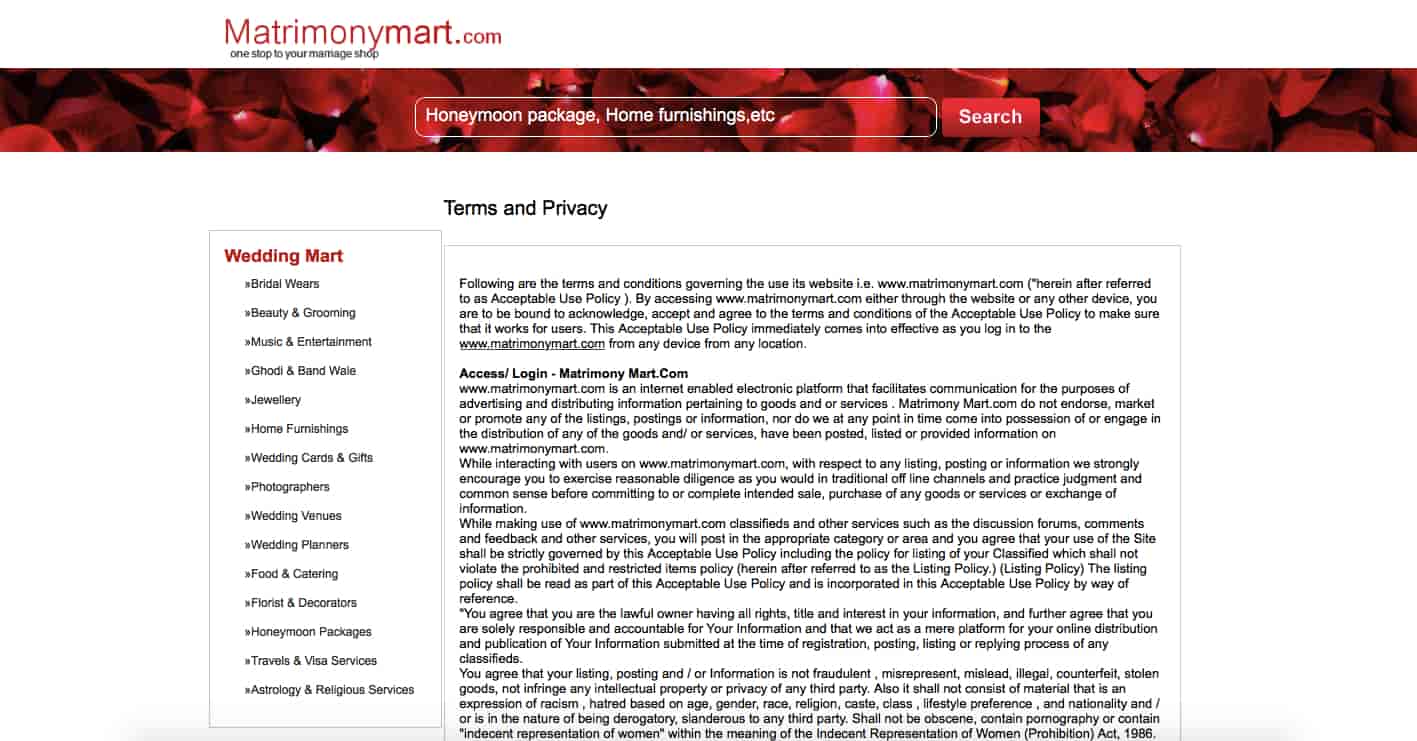 Matrimonymart.com
one stop to your marriage shop
Honeymoon package, Home furnishings,etc
Search
Terms and Privacy
Wedding Mart
»Bridal Wears
»Beauty & Grooming
»Music & Entertainment
»Ghodi & Band Wale
»Jewellery
»Home Furnishings
»Wedding Cards & Gifts
»Photographers
»Wedding Venues
»Wedding Planners
»Food & Catering
»Florist & Decorators
»Honeymoon Packages
»Travels & Visa Services
»Astrology & Religious Services
Following are the terms and conditions governing the use its website i.e. www.matrimonymart.com ("herein after referred
to as Acceptable Use Policy ). By accessing www.matrimonymart.com either through the website or any other device, you
are to be bound to acknowledge, accept and agree to the terms and conditions of the Acceptable Use Policy to make sure
that it works for users. This Acceptable Use Policy immediately comes into effective as you log in to the
www.matrimonymart.com from any device from any location.
Access/ Login - Matrimony Mart.Com
www.matrimonymart.com is an internet enabled electronic platform that facilitates communication for the purposes of
advertising and distributing information pertaining to goods and or services . Matrimony Mart.com do not endorse, market
or promote any of the listings, postings or information, nor do we at any point in time come into possession of or engage in
the distribution of any of the goods and/ or services, have been posted, listed or provided information on
www.matrimonymart.com.
While interacting with users on www.matrimonymart.com, with respect to any listing, posting or information we strongly
encourage you to exercise reasonable diligence as you would in traditional off line channels and practice judgment and
common sense before committing to or complete intended sale, purchase of any goods or services or exchange of
information.
While making use of www.matrimonymart.com classifieds and other services such as the discussion forums, comments
and feedback and other services, you will post in the appropriate category or area and you agree that your use of the Site
shall be strictly governed by this Acceptable Use Policy including the policy for listing of your Classified which shall not
violate the prohibited and restricted items policy (herein after referred to as the Listing Policy.) (Listing Policy) The listing
policy shall be read as part of this Acceptable Use Policy and is incorporated in this Acceptable Use Policy by way of
reference.
"You agree that you are the lawful owner having all rights, title and interest in your information, and further agree that you
are solely responsible and accountable for Your Information and that we act as a mere platform for your online distribution
and publication of Your Information submitted at the time of registration, posting, listing or replying process of any
classifieds.
You agree that your listing, posting and / or Information is not fraudulent , misrepresent, mislead, illegal, counterfeit, stolen
goods, not infringe any intellectual property or privacy of any third party. Also it shall not consist of material that is an
expression of racism , hatred based on age, gender, race, religion, caste, class , lifestyle preference , and nationality and /
or is in the nature of being derogatory, slanderous to any third party. Shall not be obscene, contain pornography or contain
"indecent representation of women" within the meaning of the Indecent Representation of Women (Prohibition) Act, 1986.